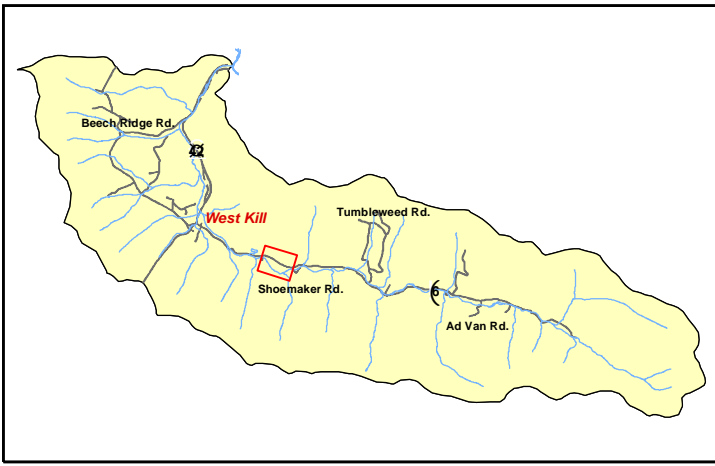 Beech Ridge Rd.
42
West Kill
Tumbleweed Rd.
Shoemaker Rd.
6
Ad Van Rd.